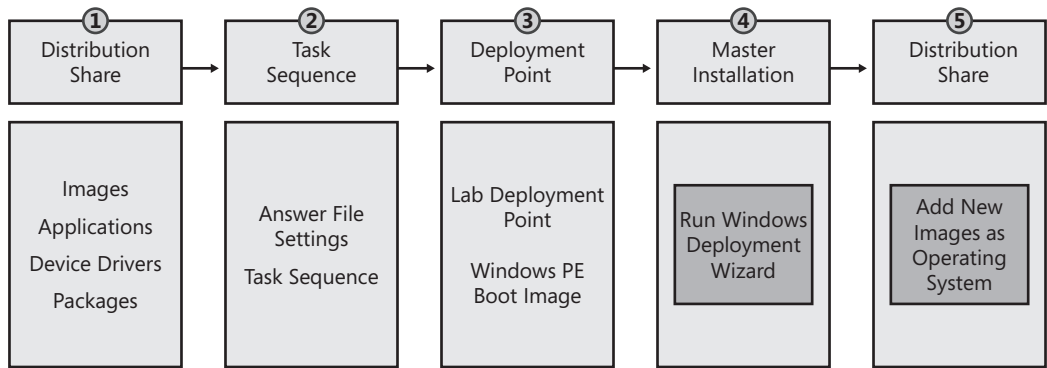 1
Distribution
Share
2
Task
Sequence
3
Deployment
Point
4
Master
Installation
5
Distribution
Share
Images
Applications
Device Drivers
Packages
Answer File
Settings
Task Sequence
Lab Deployment
Point
Windows PE
Boot Image
Run Windows
Deployment
Wizard
Add New
Images as
Operating
System